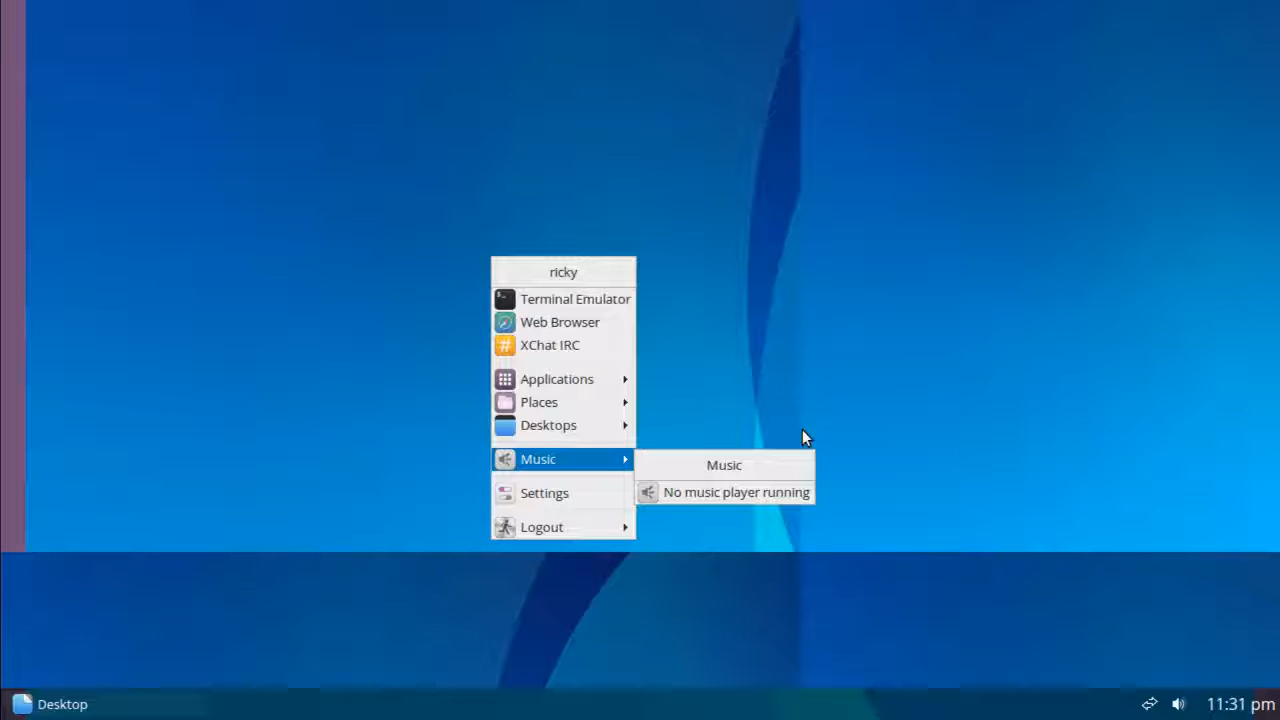 ricky
Terminal Emulator
Web Browser
XChat IRC
Applications
Places
Desktops
Music
Music
No music player running
Settings
Logout
Desktop
11:31 pm